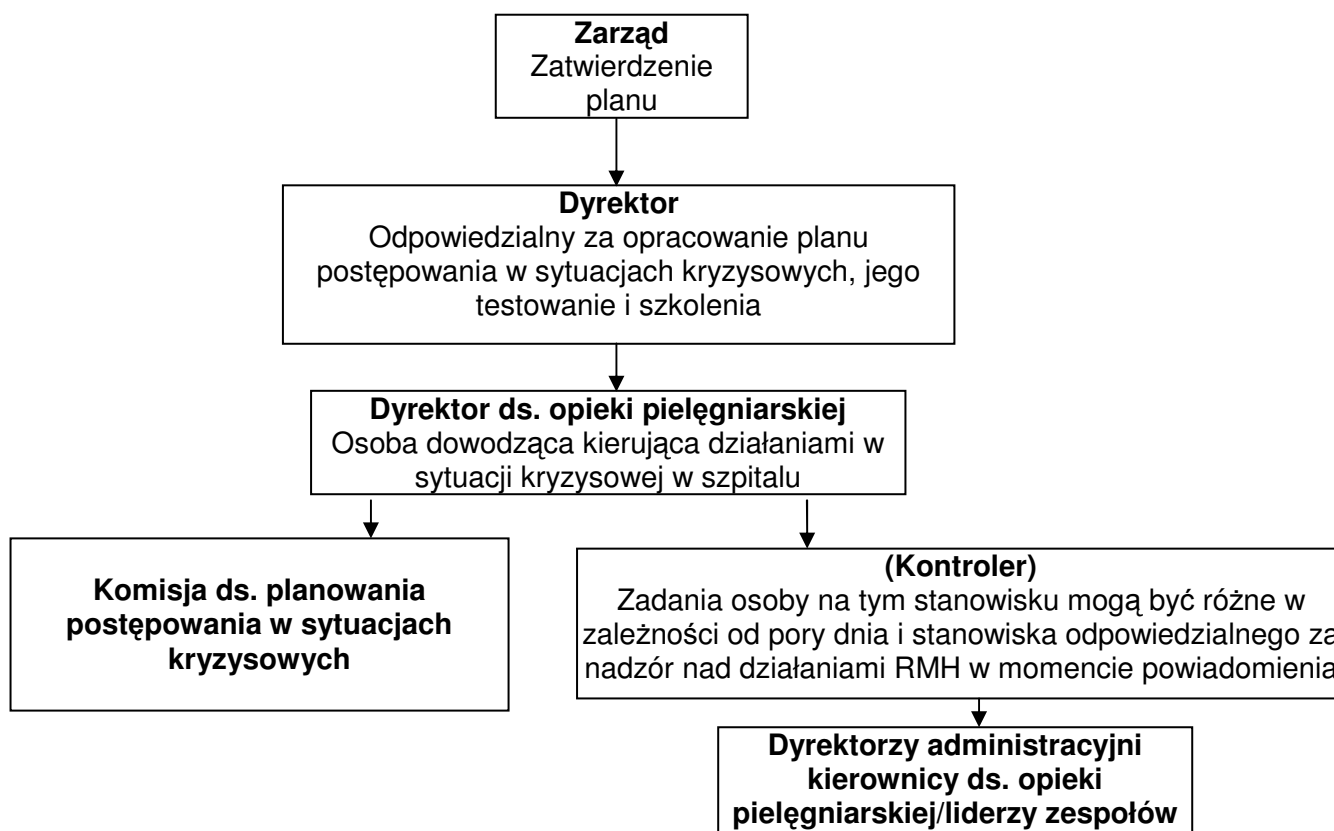 Zarząd
Zatwierdzenie
planu
Dyrektor
Odpowiedzialny za opracowanie planu
postępowania w sytuacjach kryzysowych, jego
testowanie i szkolenia
Dyrektor ds. opieki pielęgniarskiej
Osoba dowodząca kierująca działaniami w
sytuacji kryzysowej w szpitalu
Komisja ds. planowania
postępowania w sytuacjach
kryzysowych
(Kontroler)
Zadania osoby na tym stanowisku mogą być różne w
zależności od pory dnia i stanowiska odpowiedzialnego za
nadzór nad działaniami RMH w momencie powiadomienia
Dyrektorzy administracyjni
kierownicy ds. opieki
pielęgniarskiej/liderzy zespołów